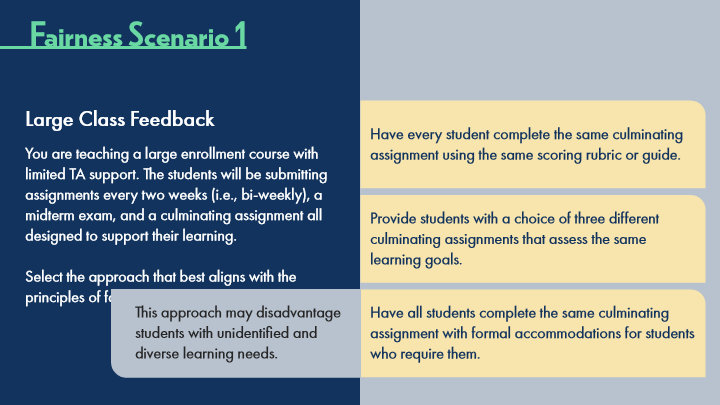 Fairness Scenario 1
Large Class Feedback
You are teaching a large enrollment course with
limited TA support. The students will be submitting
assignments every two weeks (i.e., bi-weekly), a
midterm exam, and a culminating assignment all
designed to support their learning.
Select the approach that best aligns with the
principles of
This approach may disadvantage
students with unidentified and
diverse learning needs.
Have every student complete the same culminating
assignment using the same scoring rubric or guide.
Provide students with a choice of three different
culminating assignments that assess the same
learning goals.
Have all students complete the same culminating
assignment with formal accommodations for students
who require them.